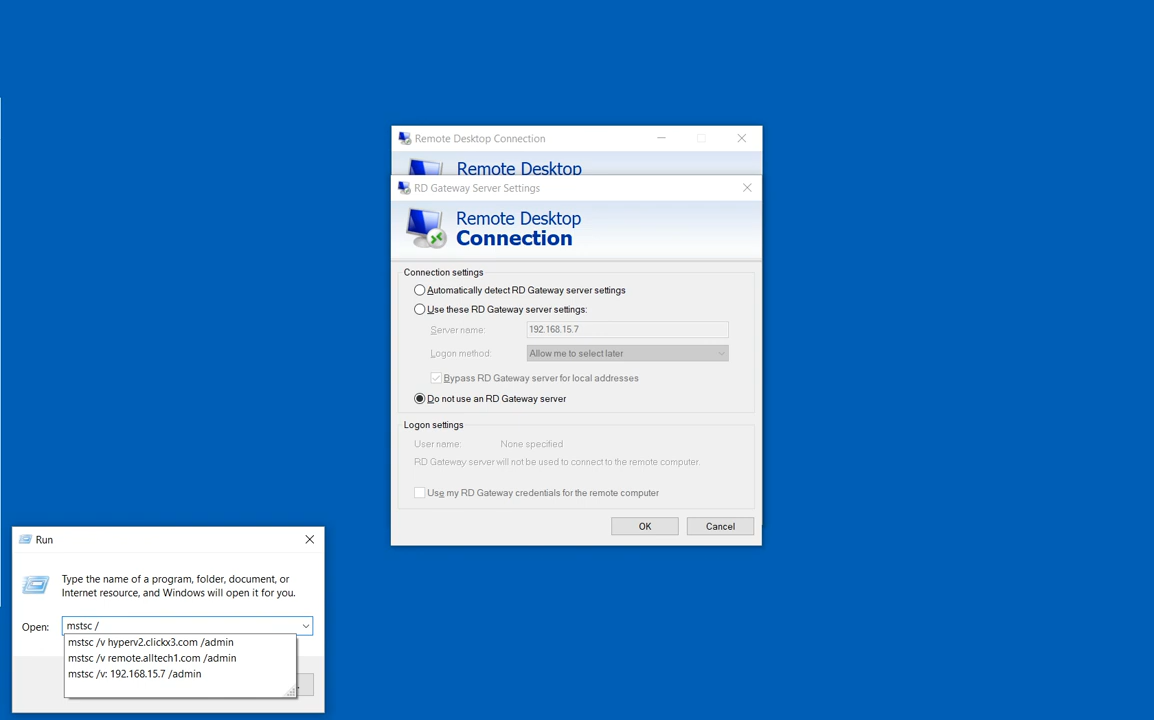 Remote Desktop Connection
Remote Desktop
RD Gateway Server Settings
Remote Desktop
Connection
Connection settings
Automatically detect RD Gateway server settings
Use these RD Gateway server settings:
Server name: 192.168.15.7
Logon method: Allow me to select later
Bypass RD Gateway server for local addresses
Do not use an RD Gateway server
Logon settings
User name: None specified
RD Gateway server will not be used to connect to the remote computer.
Use my RD Gateway credentials for the remote computer
OK Cancel
Run
Type the name of a program, folder, document, or
Internet resource, and Windows will open it for you.
Open: mstsc /
mstsc /v hyperv2.clickx3.com /admin
mstsc /v remote.alltech1.com /admin
mstsc /v: 192.168.15.7 /admin